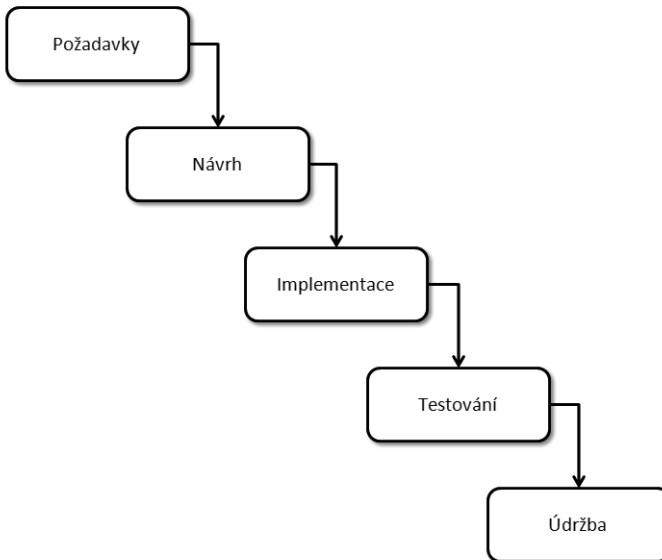 Požadavky
Návrh
Implementace
Testování
Údržba